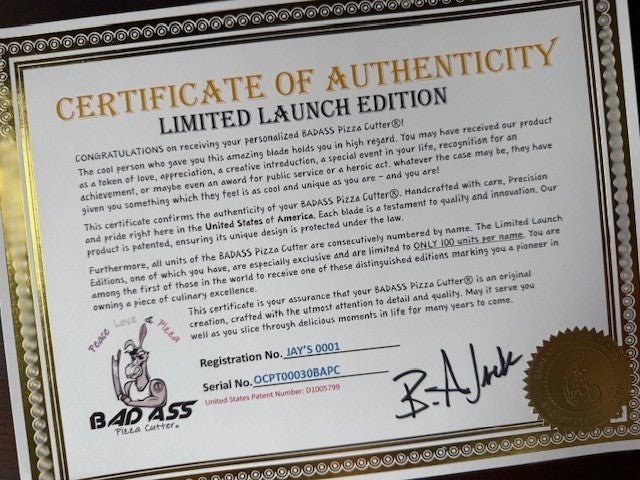 CERTIFICATE OF AUTHENTICITY
LIMITED LAUNCH EDITION
CONGRATULATIONS on receiving your personalized BADASS Pizza Cutter®!
The cool person who gave you this amazing blade holds you in high regard. You may have received our product
as a token of love, appreciation, a creative introduction, a special event in your life, recognition for an
achievement, or maybe even an award for public service or a heroic act. whatever the case may be, they have
given you something which they feel is as cool and unique as you are - and you are!
This certificate confirms the authenticity of your BADASS Pizza Cutter®. Handcrafted with care, Precision
and pride right here in the United States of America. Each blade is a testament to quality and innovation. Our
product is patented, ensuring its unique design is protected under the law.
Furthermore, all units of the BADASS Pizza Cutter are consecutively numbered by name. The Limited Launch
Editions, one of which you have, are especially exclusive and are limited to ONLY 100 units per name. You are
among the first of those in the world to receive one of these distinguished editions marking you a pioneer in
owning a piece of culinary excellence.
This certificate is your assurance that your BADASS Pizza Cutter® is an original
creation, crafted with the utmost attention to detail and quality. May it serve you
well as you slice through delicious moments in life for many years to come.
Peace Love & Pizza
BAD ASS
Pizza Cutter®
Registration No. JAY'S 0001
Serial No. OCPT00030BAPC
United States Patent Number: D1005799